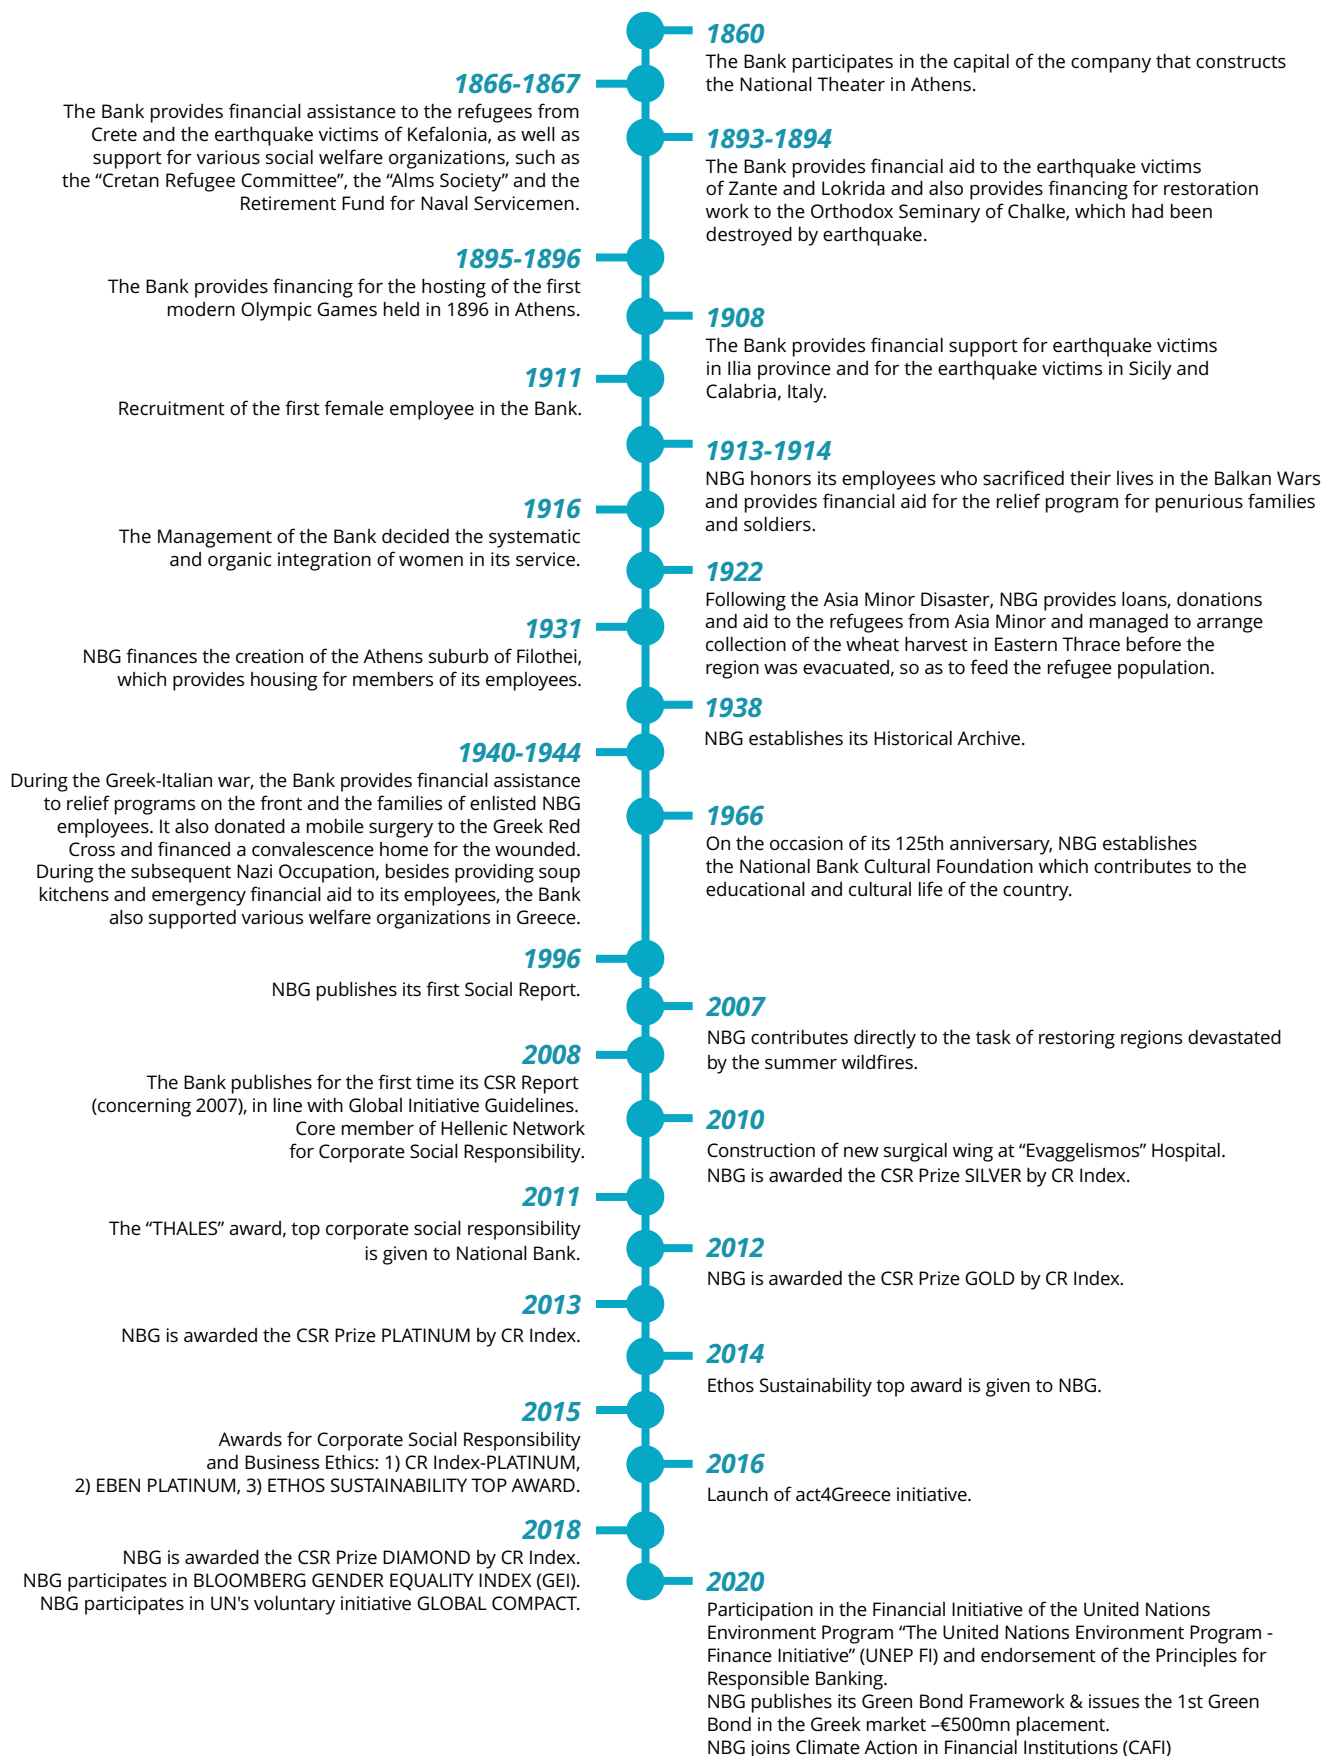 1860
The Bank participates in the capital of the company that constructs
the National Theater in Athens.
1866-1867
The Bank provides financial assistance to the refugees from
Crete and the earthquake victims of Kefalonia, as well as
support for various social welfare organizations, such as
the “Cretan Refugee Committee”, the “Alms Society” and the
Retirement Fund for Naval Servicemen.
1893-1894
The Bank provides financial aid to the earthquake victims
of Zante and Lokrida and also provides financing for restoration
work to the Orthodox Seminary of Chalke, which had been
destroyed by earthquake.
1895-1896
The Bank provides financing for the hosting of the first
modern Olympic Games held in 1896 in Athens.
1908
The Bank provides financial support for earthquake victims
in Ilia province and for the earthquake victims in Sicily and
Calabria, Italy.
1911
Recruitment of the first female employee in the Bank.
1913-1914
NBG honors its employees who sacrificed their lives in the Balkan Wars
and provides financial aid for the relief program for penurious families
and soldiers.
1916
The Management of the Bank decided the systematic
and organic integration of women in its service.
1922
Following the Asia Minor Disaster, NBG provides loans, donations
and aid to the refugees from Asia Minor and managed to arrange
collection of the wheat harvest in Eastern Thrace before the
region was evacuated, so as to feed the refugee population.
1931
NBG finances the creation of the Athens suburb of Filothei,
which provides housing for members of its employees.
1938
NBG establishes its Historical Archive.
1940-1944
During the Greek-Italian war, the Bank provides financial assistance
to relief programs on the front and the families of enlisted NBG
employees. It also donated a mobile surgery to the Greek Red
Cross and financed a convalescence home for the wounded.
During the subsequent Nazi Occupation, besides providing soup
kitchens and emergency financial aid to its employees, the Bank
also supported various welfare organizations in Greece.
1966
On the occasion of its 125th anniversary, NBG establishes
the National Bank Cultural Foundation which contributes to the
educational and cultural life of the country.
1996
NBG publishes its first Social Report.
2007
NBG contributes directly to the task of restoring regions devastated
by the summer wildfires.
2008
The Bank publishes for the first time its CSR Report
(concerning 2007), in line with Global Initiative Guidelines.
Core member of Hellenic Network
for Corporate Social Responsibility.
2010
Construction of new surgical wing at “Evaggelismos” Hospital.
NBG is awarded the CSR Prize SILVER by CR Index.
2011
The “THALES” award, top corporate social responsibility
is given to National Bank.
2012
NBG is awarded the CSR Prize GOLD by CR Index.
2013
NBG is awarded the CSR Prize PLATINUM by CR Index.
2014
Ethos Sustainability top award is given to NBG.
2015
Awards for Corporate Social Responsibility
and Business Ethics: 1) CR Index-PLATINUM,
2) EBEN PLATINUM, 3) ETHOS SUSTAINABILITY TOP AWARD.
2016
Launch of act4Greece initiative.
2018
NBG is awarded the CSR Prize DIAMOND by CR Index.
NBG participates in BLOOMBERG GENDER EQUALITY INDEX (GEI).
NBG participates in UN's voluntary initiative GLOBAL COMPACT.
2020
Participation in the Financial Initiative of the United Nations
Environment Program “The United Nations Environment Program -
Finance Initiative” (UNEP FI) and endorsement of the Principles for
Responsible Banking.
NBG publishes its Green Bond Framework & issues the 1st Green
Bond in the Greek market –€500mn placement.
NBG joins Climate Action in Financial Institutions (CAFI)